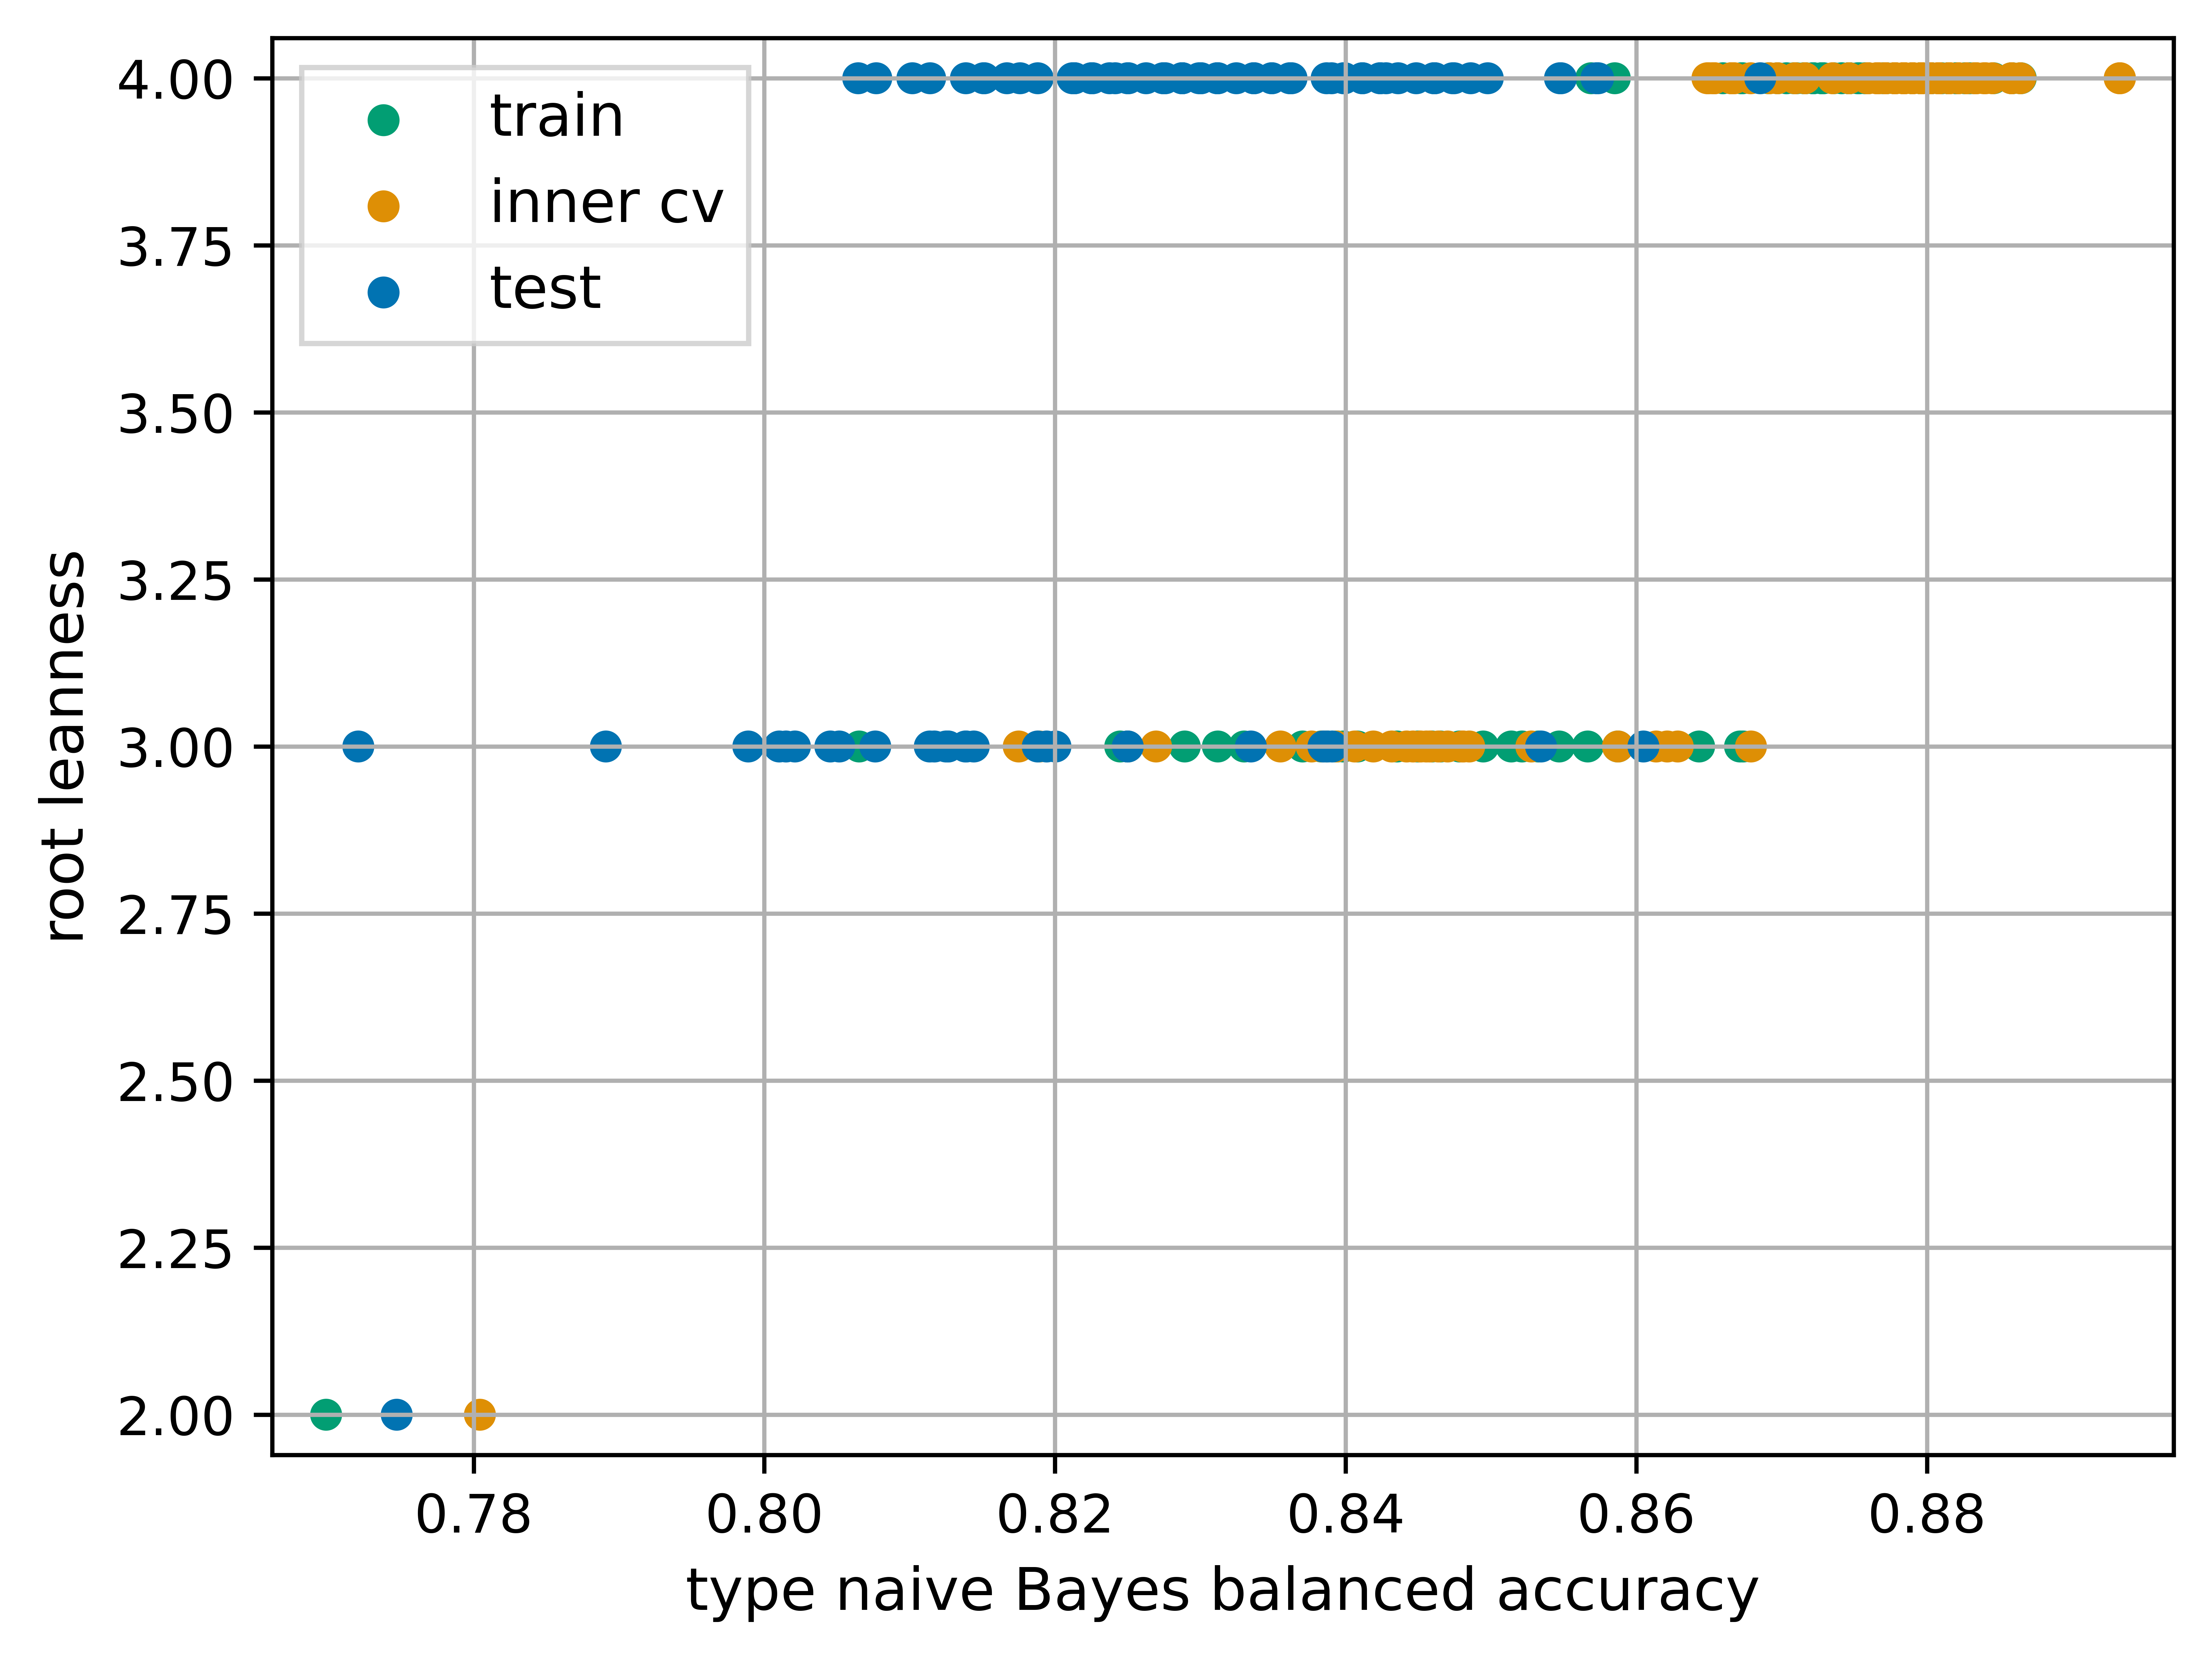 train
inner cv
test
root leanness
4.00
3.75
3.50
3.25
3.00
2.75
2.50
2.25
2.00
0.78 0.80 0.82 0.84 0.86 0.88
type naive Bayes balanced accuracy